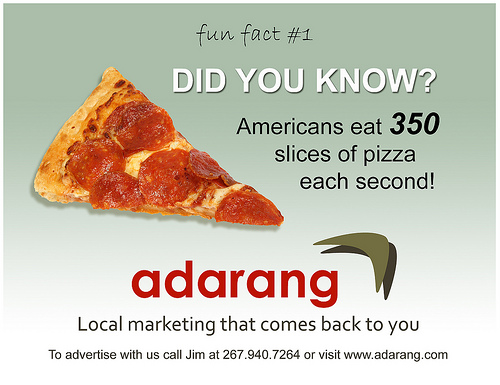 fun fact #1
DID YOU KNOW?
Americans eat 350
slices of pizza
each second!
adarang
Local marketing that comes back to you
To advertise with us call Jim at 267.940.7264 or visit www.adarang.com